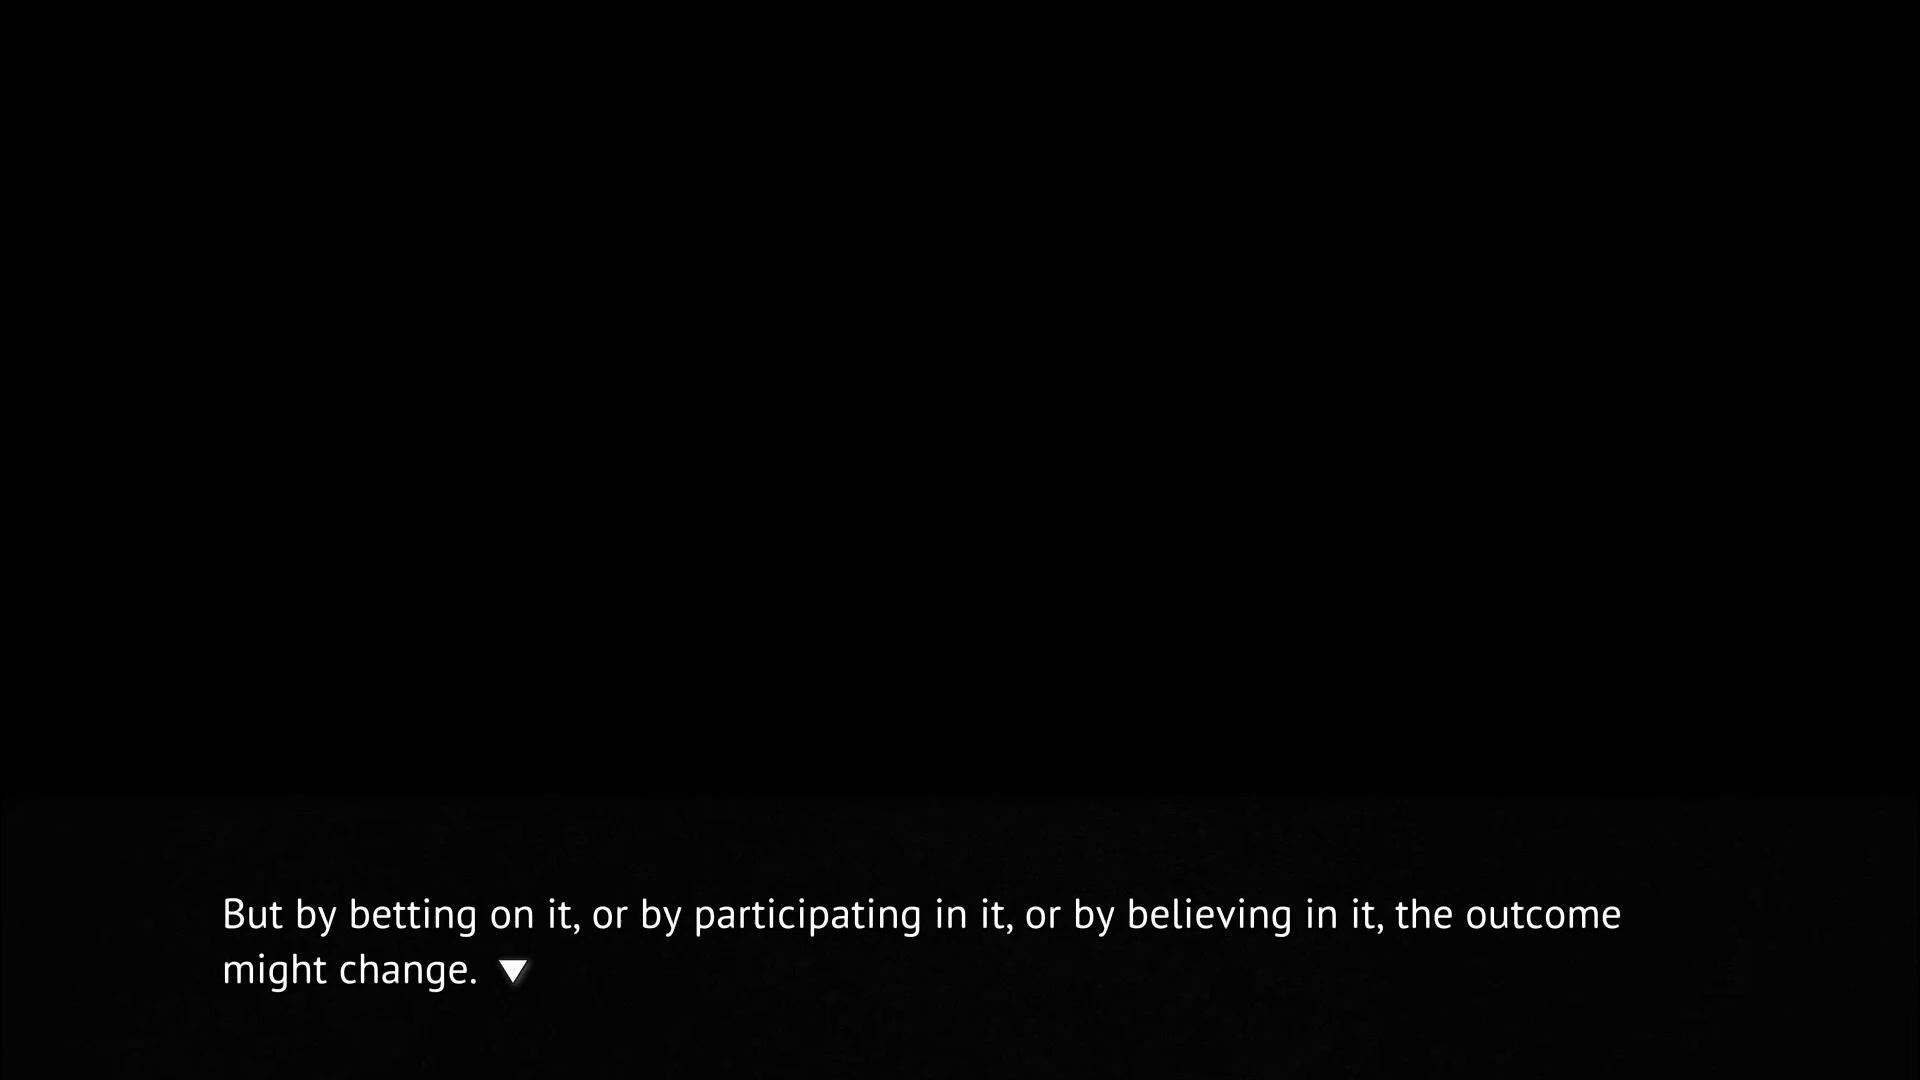 But by betting on it, or by participating in it, or by believing in it, the outcome
might change.